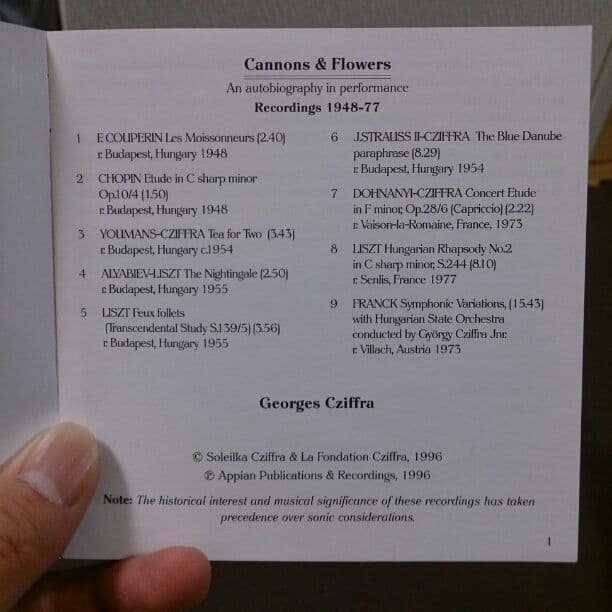 Cannons & Flowers
An autobiography in performance
Recordings 1948-77
1 F. COUPERIN Les Moissonneurs (2.40)
r. Budapest, Hungary 1948
2 CHOPIN Etude in C sharp minor
Op.10/4 (1.50)
r. Budapest, Hungary 1948
3 YOUMANS-CZIFFRA Tea for Two (3.43)
r. Budapest, Hungary c.1954
4 ALYABIEV-LISZT The Nightingale (2.50)
r. Budapest, Hungary 1955
5 LISZT Feux follets
(Transcendental Study S.139/5) (3.56)
r. Budapest, Hungary 1955
6 J.STRAUSS II-CZIFFRA The Blue Danube
paraphrase (8.29)
r. Budapest, Hungary 1954
7 DOHNANYI-CZIFFRA Concert Etude
in F minor, Op.28/6 (Capriccio) (2.22)
r. Vaison-la-Romaine, France, 1973
8 LISZT Hungarian Rhapsody No.2
in C sharp minor, S.244 (8.10)
r. Senlis, France 1977
9 FRANCK Symphonic Variations, (15.43)
with Hungarian State Orchestra
conducted by György Cziffra Jnr.
r. Villach, Austria 1973
Georges Cziffra
© Soleilka Cziffra & La Fondation Cziffra, 1996
℗ Appian Publications & Recordings, 1996
Note: The historical interest and musical significance of these recordings has taken
precedence over sonic considerations.
1